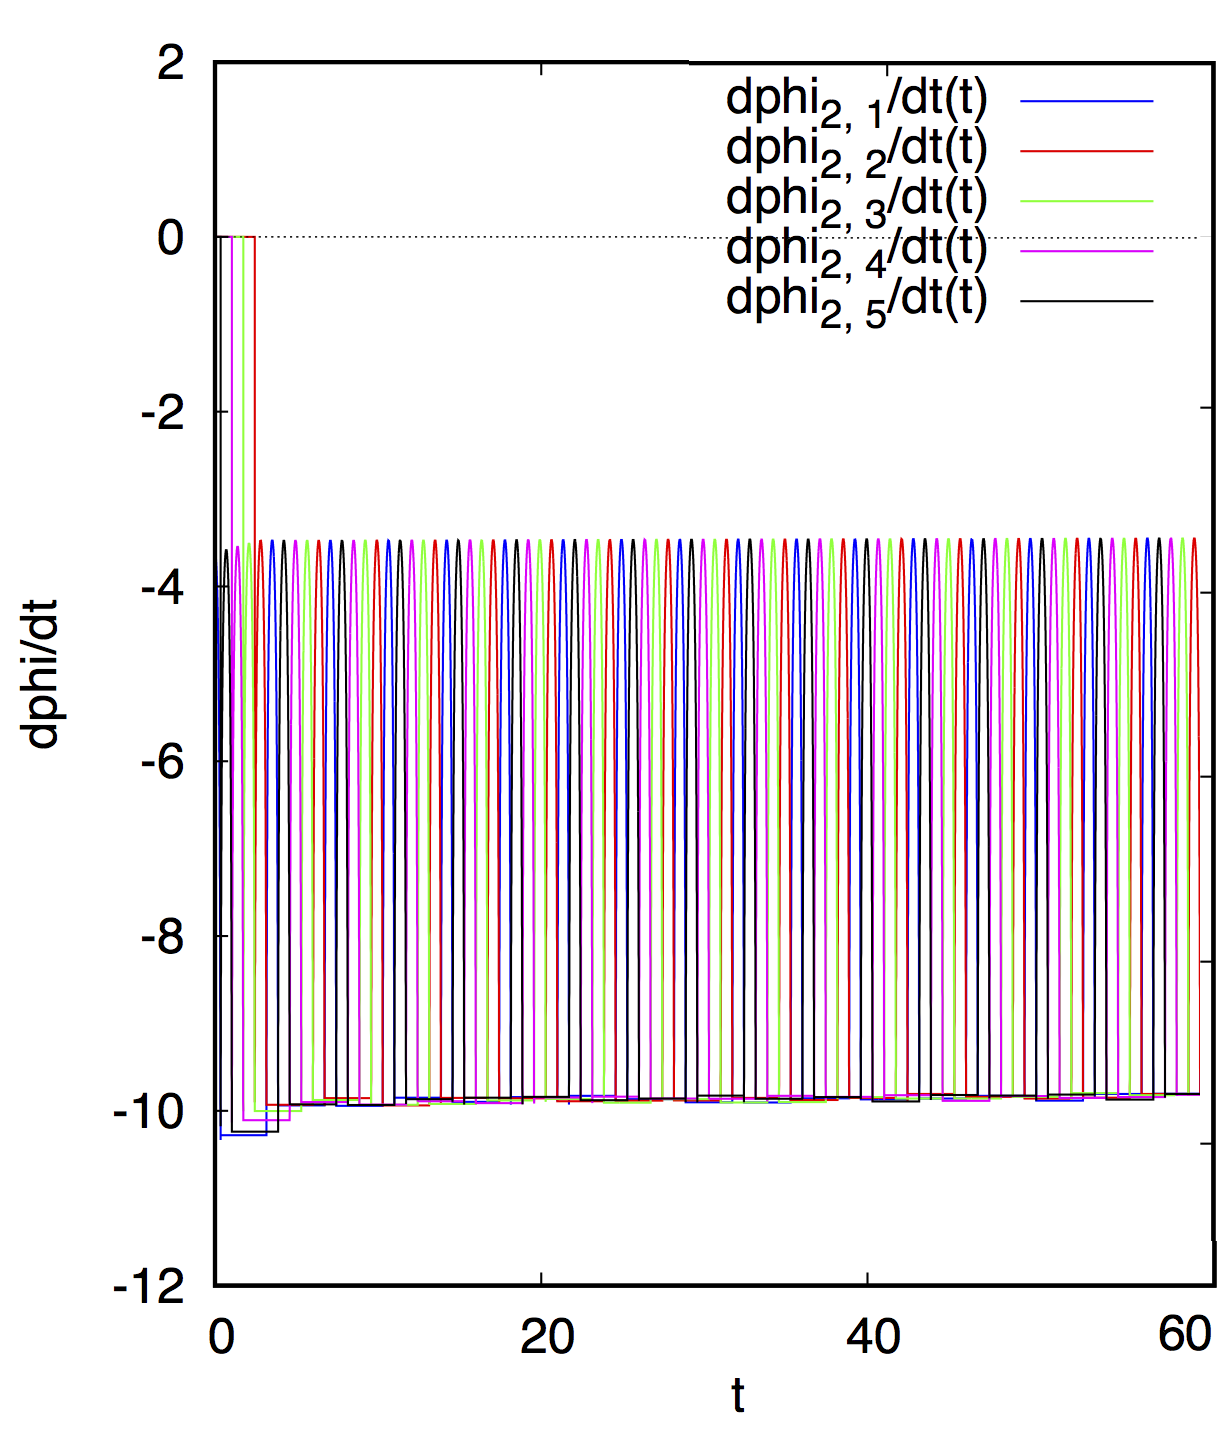 2
0
-2
-4
-6
-8
-10
-12
dphi/dt
dphi2, 1/dt(t)
dphi2, 2/dt(t)
dphi2, 3/dt(t)
dphi2, 4/dt(t)
dphi2, 5/dt(t)
0 20 40 60
t